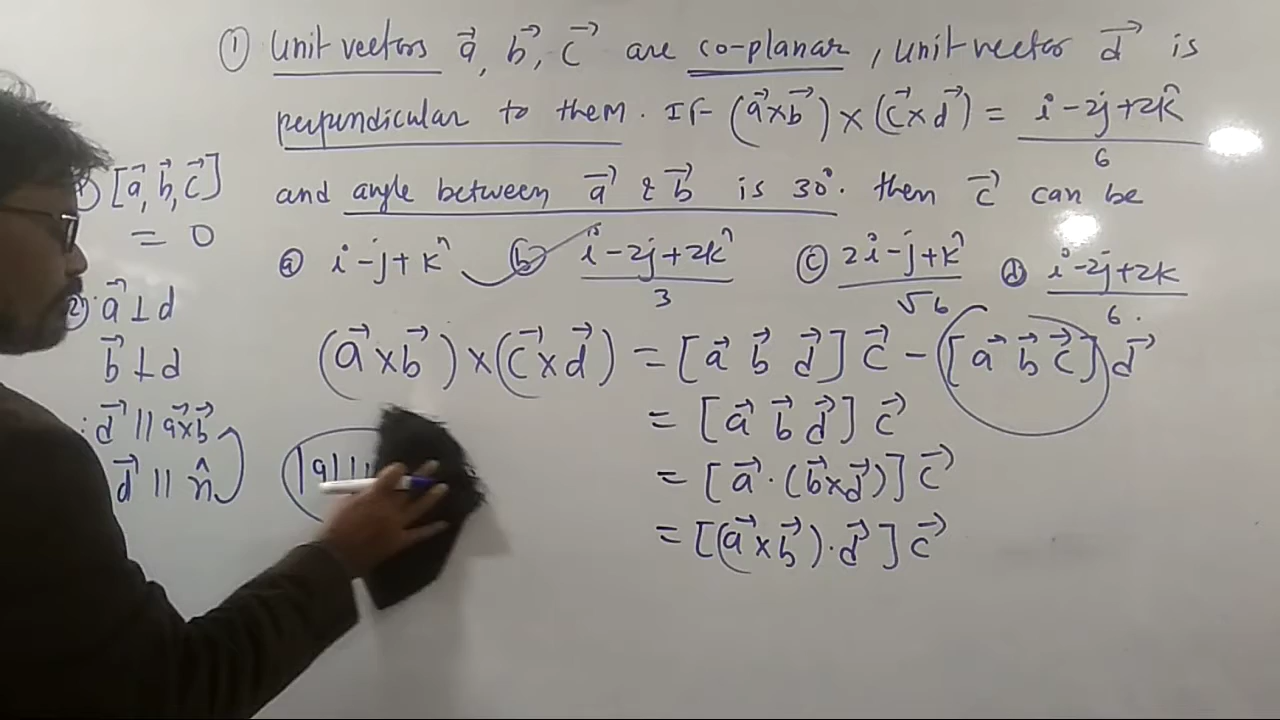 ① Unit vectors a⃗, b⃗, c⃗ are co-planar, unit vector d⃗ is
perpendicular to them. If (a⃗×b⃗)×(c⃗×d⃗) = i-2j+2k̂/6
and angle between a⃗ & b⃗ is 30°. then c⃗ can be
ⓐ i-j+k̂ ⓑ i-2j+2k̂/3 ⓒ 2i-j+k̂/√6 ⓓ i-2j+2k/6.
) [a⃗, b⃗, c⃗]
= 0
2) a⃗ ⊥ d
b⃗ ⊥ d
: d⃗ || a⃗×b⃗
d⃗ || n̂
(a⃗×b⃗)×(c⃗×d⃗) = [a⃗ b⃗ d⃗] c⃗ - [a⃗ b⃗ c⃗] d⃗
= [a⃗ b⃗ d⃗] c⃗
= [a⃗·(b⃗×d⃗)] c⃗
= [(a⃗×b⃗)·d⃗] c⃗